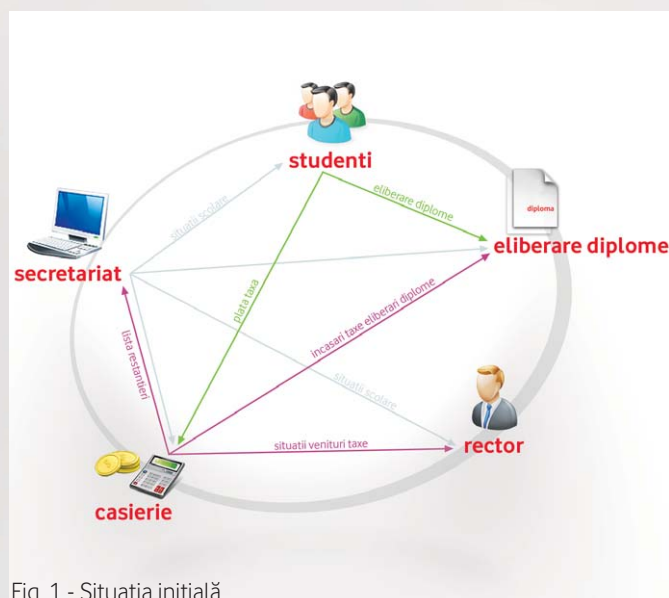 studenti
eliberare diplome
diploma
situatii scolare
eliberare diplome
secretariat
plata taxa
incasari taxe eliberari diplome
lista restantieri
situatii scolare
situatii venituri taxe
rector
casierie
Fig. 1 - Situația inițială